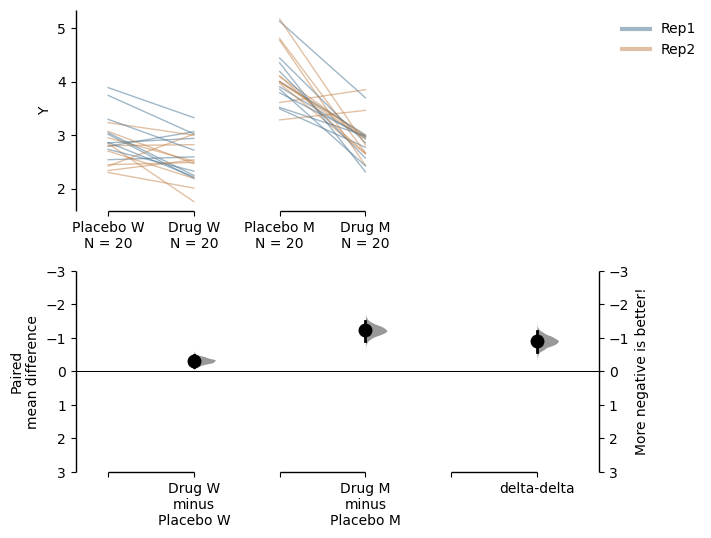 Rep1
Rep2
5
4
3
2
Y
Placebo W
N = 20
Drug W
N = 20
Placebo M
N = 20
Drug M
N = 20
−3
−2
−1
0
1
2
3
Paired
mean difference
−3
−2
−1
0
1
2
3
More negative is better!
Drug W
minus
Placebo W
Drug M
minus
Placebo M
delta-delta